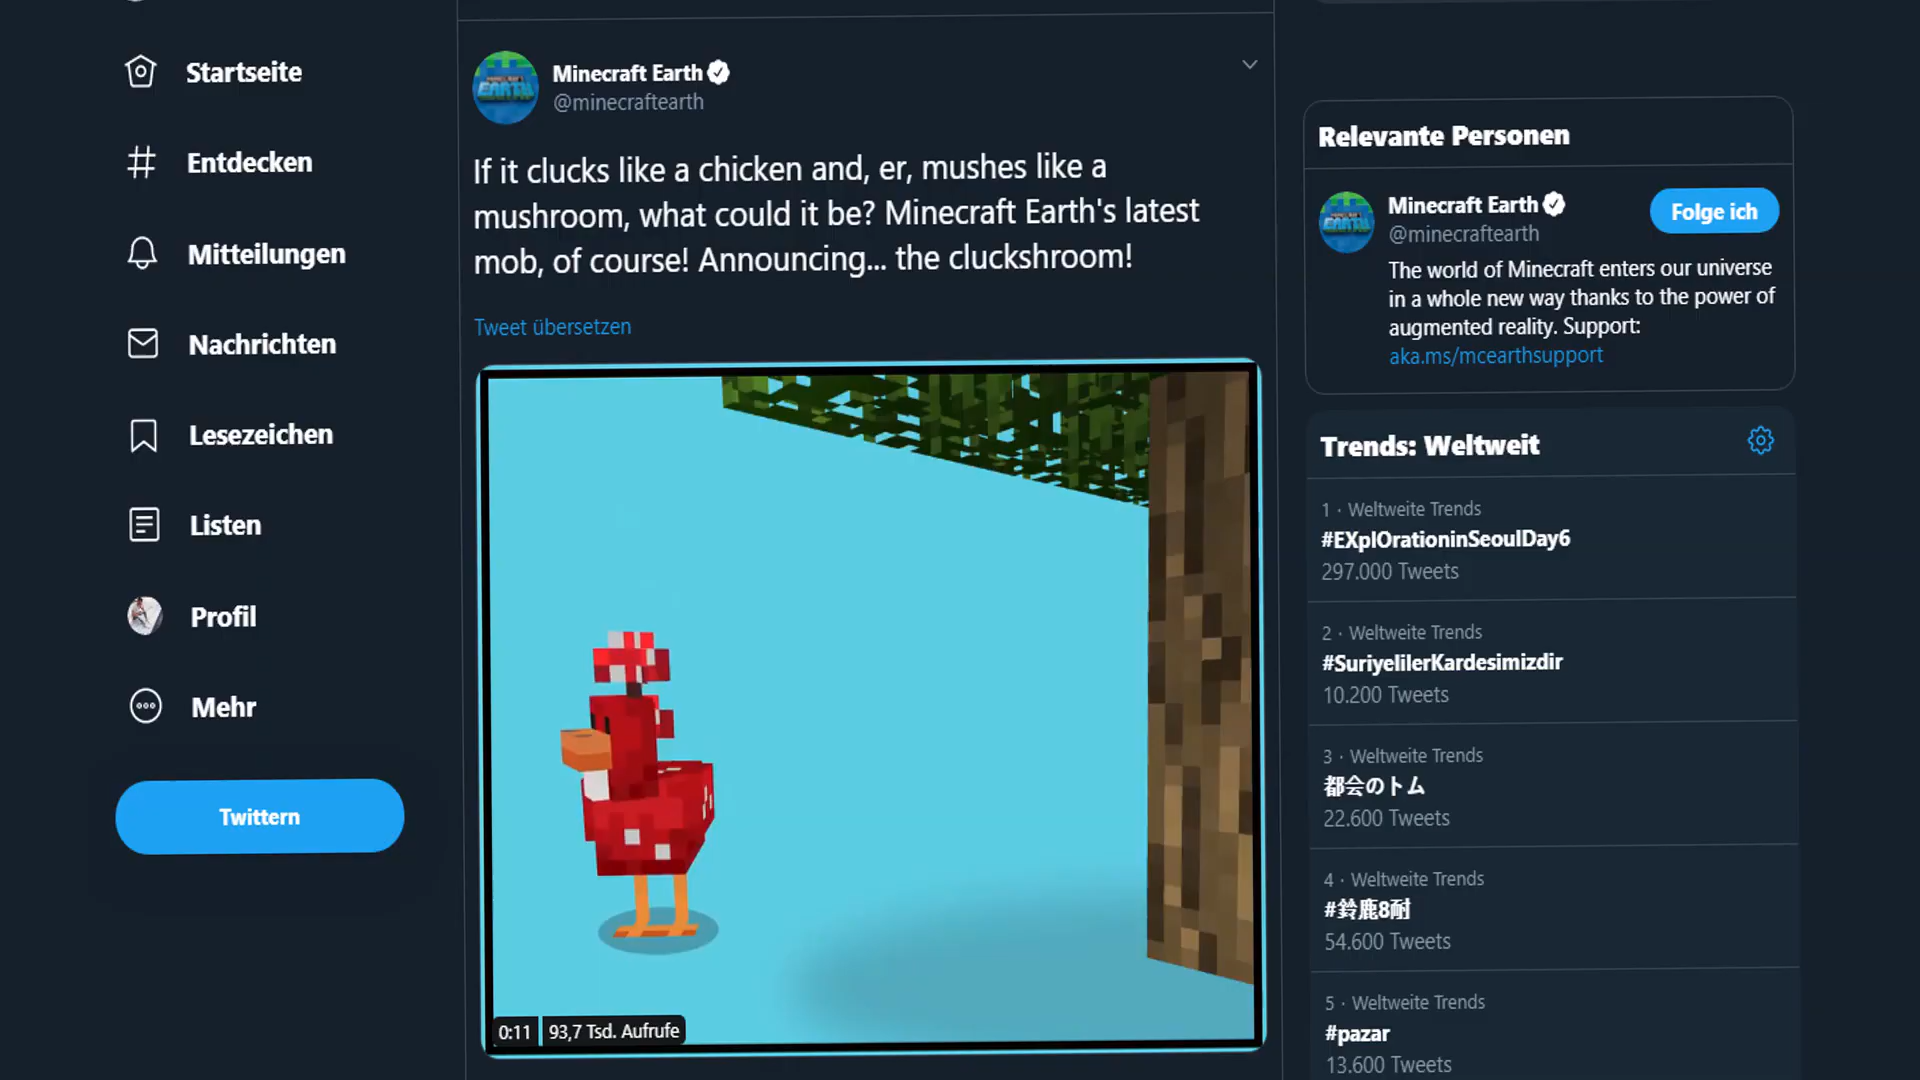 Startseite
Entdecken
Mitteilungen
Nachrichten
Lesezeichen
Listen
Profil
Mehr
Twittern
MINECRAFT
EARTH
Minecraft Earth
@minecraftearth
If it clucks like a chicken and, er, mushes like a
mushroom, what could it be? Minecraft Earth's latest
mob, of course! Announcing... the cluckshroom!
Tweet übersetzen
0:11
93,7 Tsd. Aufrufe
Relevante Personen
MINECRAFT
EARTH
Minecraft Earth
@minecraftearth
Folge ich
The world of Minecraft enters our universe
in a whole new way thanks to the power of
augmented reality. Support:
aka.ms/mcearthsupport
Trends: Weltweit
1 · Weltweite Trends
#EXplOrationinSeoulDay6
297.000 Tweets
2 · Weltweite Trends
#SuriyelilerKardesimizdir
10.200 Tweets
3 · Weltweite Trends
都会のトム
22.600 Tweets
4 · Weltweite Trends
#鈴鹿8耐
54.600 Tweets
5 · Weltweite Trends
#pazar
13.600 Tweets